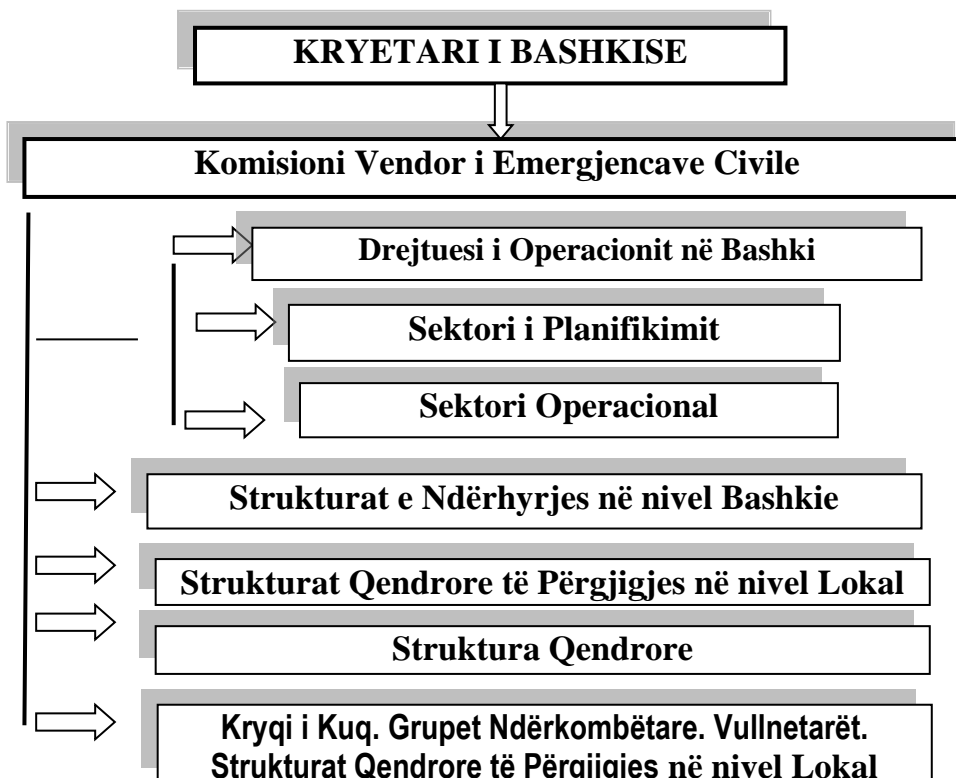 KRYETARI I BASHKISE
Komisioni Vendor i Emergjencave Civile
Drejtuesi i Operacionit në Bashki
Sektori i Planifikimit
Sektori Operacional
Strukturat e Ndërhyrjes në nivel Bashkie
Strukturat Qendrore të Përgjigjes në nivel Lokal
Struktura Qendrore
Kryqi i Kuq. Grupet Ndërkombëtare. Vullnetarët.
Strukturat Qendrore të Përgjigjes në nivel Lokal